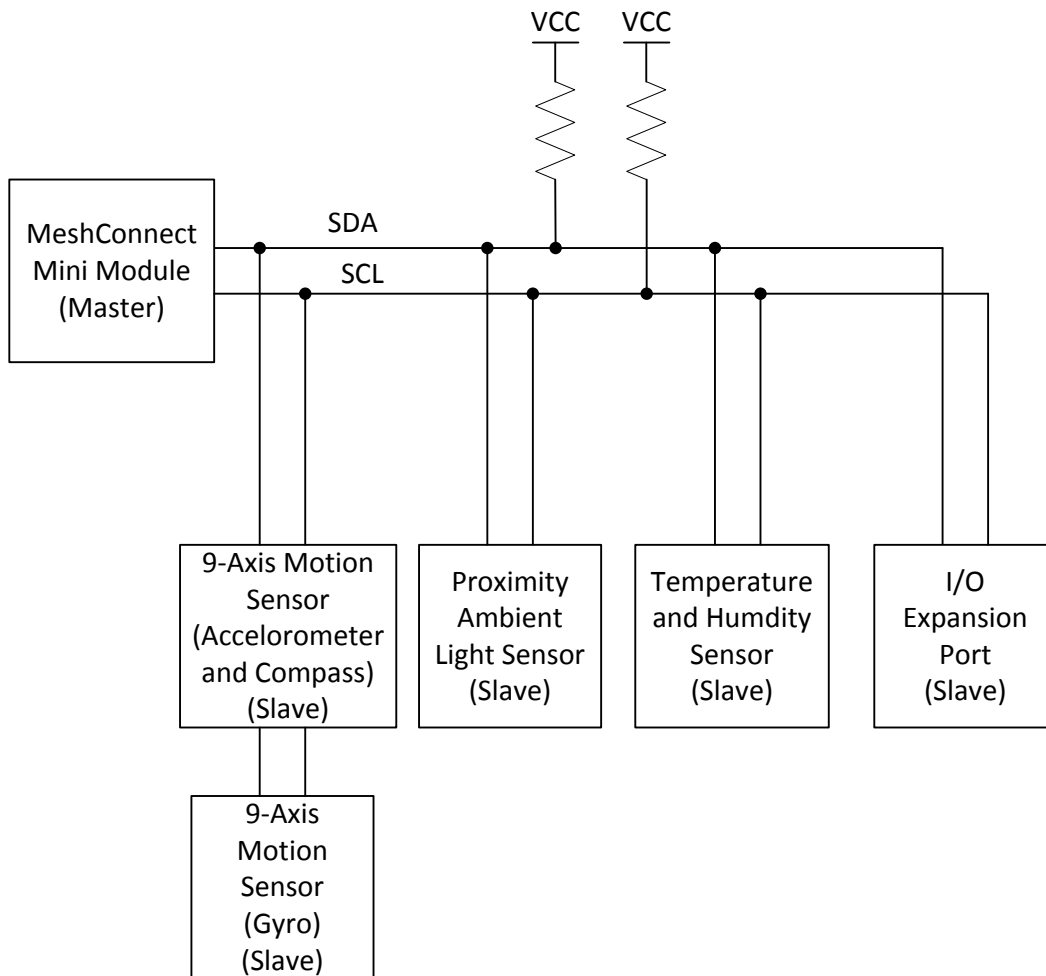 VCC VCC
SDA
SCL
MeshConnect
Mini Module
(Master)
9-Axis Motion
Sensor
(Accelorometer
and Compass)
(Slave)
Proximity
Ambient
Light Sensor
(Slave)
Temperature
and Humdity
Sensor
(Slave)
I/O
Expansion
Port
(Slave)
9-Axis
Motion
Sensor
(Gyro)
(Slave)